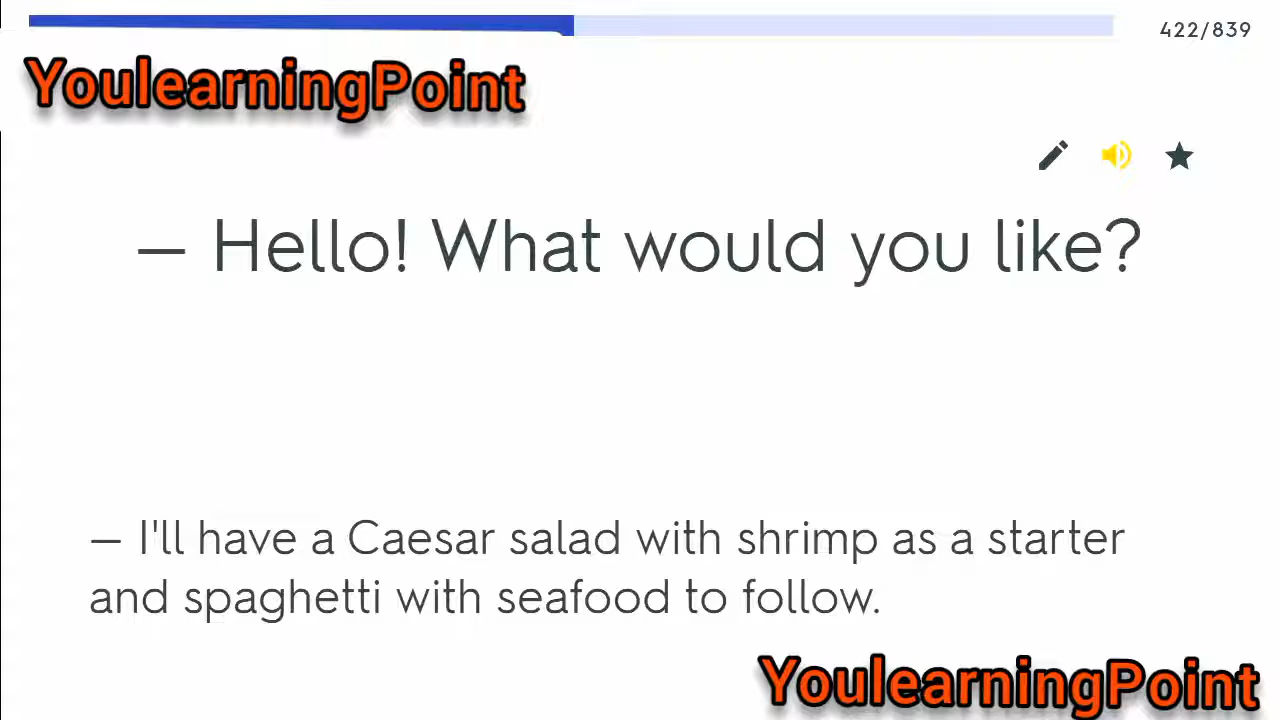 422/839
YoulearningPoint
– Hello! What would you like?
– I'll have a Caesar salad with shrimp as a starter
and spaghetti with seafood to follow.
YoulearningPoint